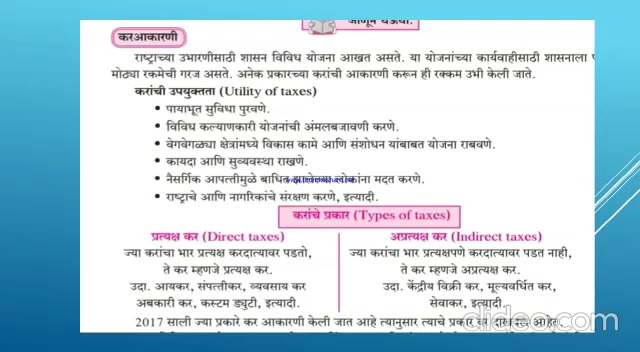 जाणून घेऊया.
करआकारणी
राष्ट्राच्या उभारणीसाठी शासन विविध योजना आखत असते. या योजनांच्या कार्यवाहीसाठी शासनाला
मोठ्या रकमेची गरज असते. अनेक प्रकारच्या करांची आकारणी करून ही रक्कम उभी केली जाते.
करांची उपयुक्तता (Utility of taxes)
• पायाभूत सुविधा पुरवणे.
• विविध कल्याणकारी योजनांची अंमलबजावणी करणे.
• वेगवेगळ्या क्षेत्रांमध्ये विकास कामे आणि संशोधन यांबाबत योजना राबवणे.
• कायदा आणि सुव्यवस्था राखणे.
• नैसर्गिक आपत्तीमुळे बाधित लोकांना मदत करणे.
• राष्ट्राचे आणि नागरिकांचे संरक्षण करणे, इत्यादी.
करांचे प्रकार (Types of taxes)
प्रत्यक्ष कर (Direct taxes)
ज्या करांचा भार प्रत्यक्ष करदात्यावर पडतो,
ते कर म्हणजे प्रत्यक्ष कर.
उदा. आयकर, संपत्तीकर, व्यवसाय कर
अबकारी कर, कस्टम ड्युटी, इत्यादी.
अप्रत्यक्ष कर (Indirect taxes)
ज्या करांचा भार प्रत्यक्षपणे करदात्यावर पडत नाही,
ते कर म्हणजे अप्रत्यक्ष कर.
उदा. केंद्रीय विक्री कर, मूल्यवर्धित कर,
सेवाकर, इत्यादी.
2017 साली ज्या प्रकारे कर आकारणी केली जात आहे त्यानुसार त्याचे प्रकार वर दाखवले आहेत.
clideo.com